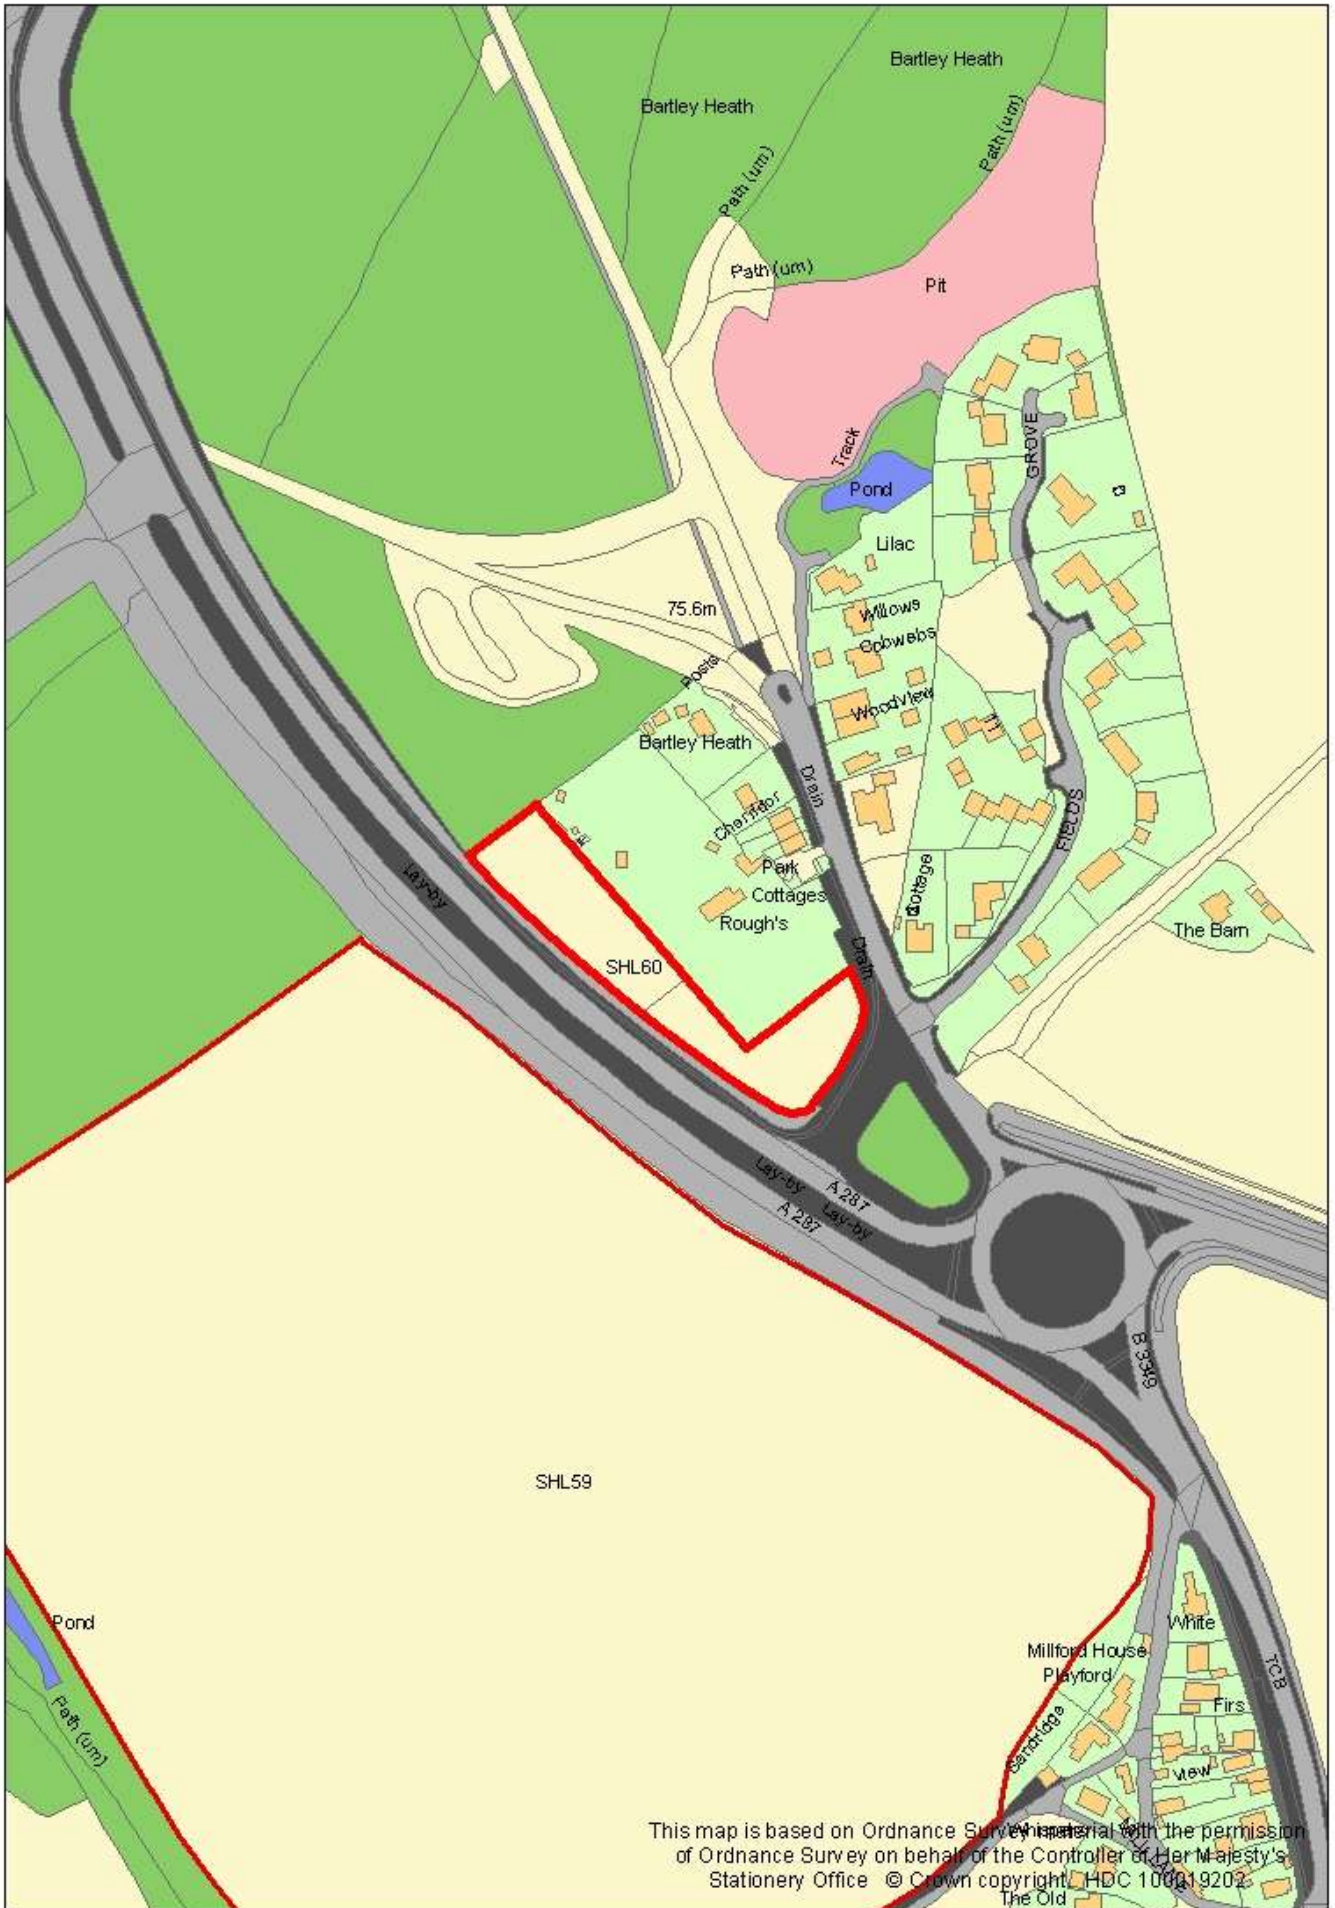 Bartley Heath
Bartley Heath
Path (um)
Path (um)
Path (um)
Pit
GROVE
Track
Pond
Lilac
75.6m
Willows
Cobwebs
Posts
Woodview
11
Bartley Heath
Drain
FIELDS
Park
Cottages
Cottage
Rough's
The Barn
Lay-by
Drain
SHL60
Lay-by
A 287
Lay-by
A 287
B 3349
SHL59
Pond
White
Millford House
Playford
TCB
Firs
Sandridge
Path (um)
View
This map is based on Ordnance Survey material with the permission
of Ordnance Survey on behalf of the Controller of Her Majesty's
Stationery Office © Crown copyright. HDC 100019202
The Old